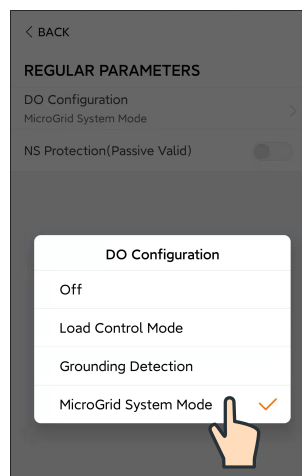 < BACK
REGULAR PARAMETERS
DO Configuration
MicroGrid System Mode
NS Protection(Passive Valid)
DO Configuration
Off
Load Control Mode
Grounding Detection
MicroGrid System Mode